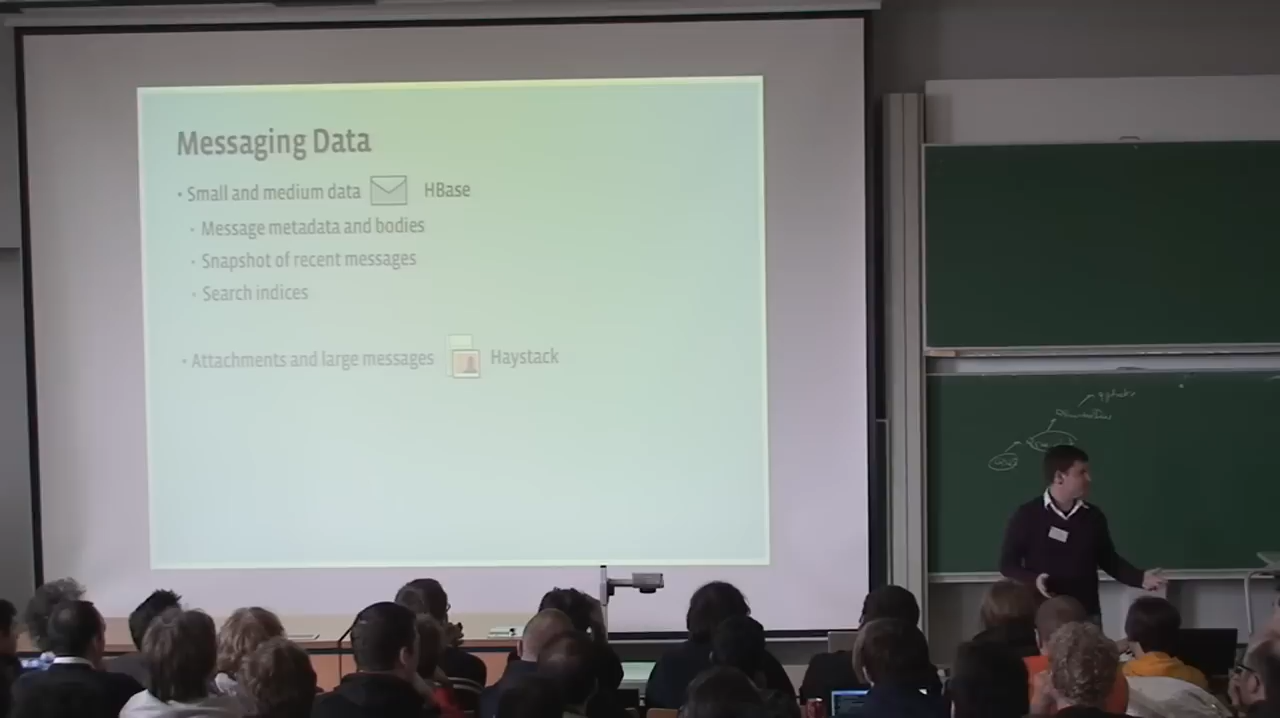 Messaging Data
• Small and medium data HBase
• Message metadata and bodies
• Snapshot of recent messages
• Search indices
• Attachments and large messages Haystack